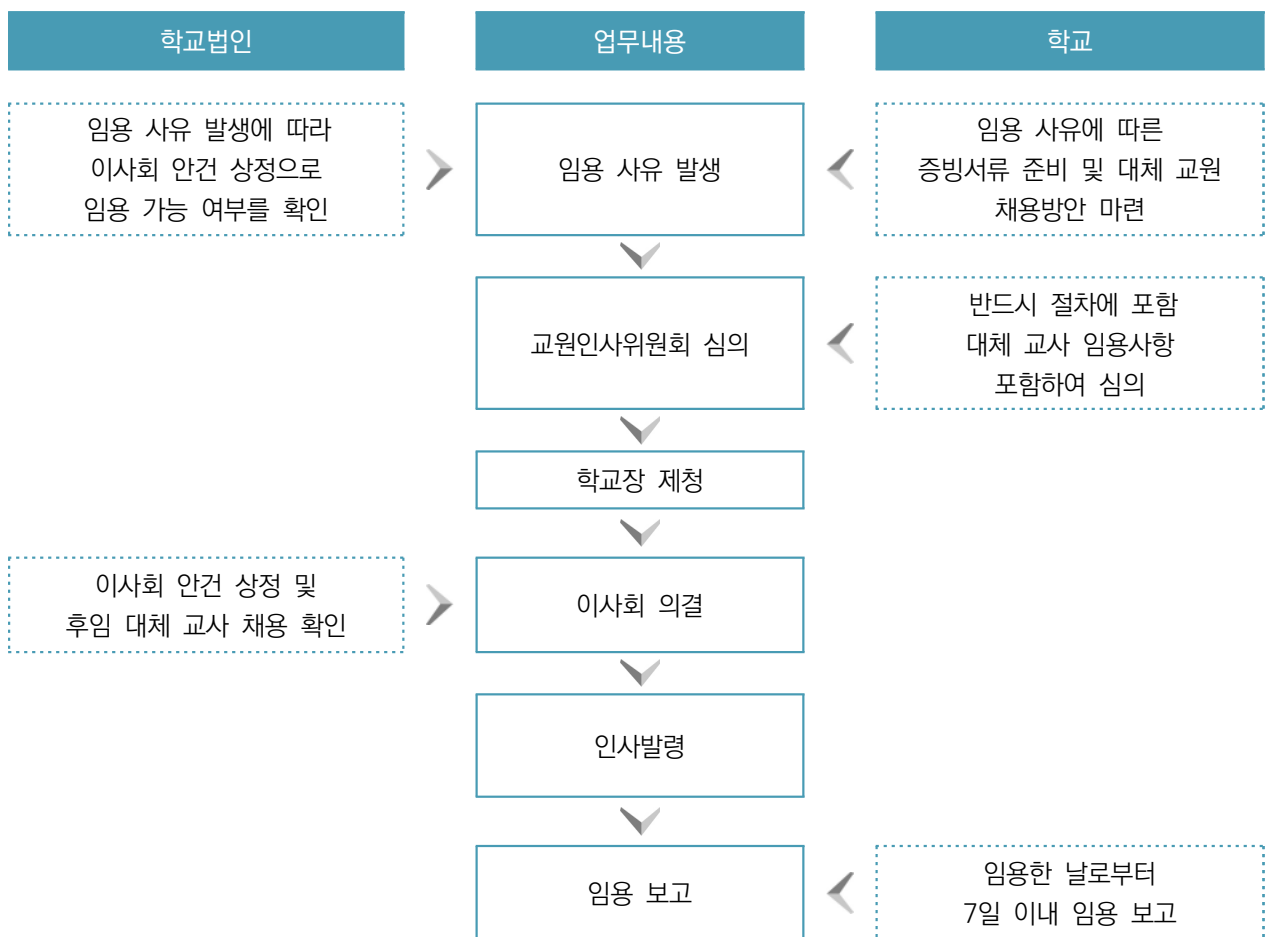 학교법인
업무내용
학교
임용 사유 발생에 따라
이사회 안건 상정으로
임용 가능 여부를 확인
임용 사유 발생
임용 사유에 따른
증빙서류 준비 및 대체 교원
채용방안 마련
교원인사위원회 심의
반드시 절차에 포함
대체 교사 임용사항
포함하여 심의
학교장 제청
이사회 안건 상정 및
후임 대체 교사 채용 확인
이사회 의결
인사발령
임용 보고
임용한 날로부터
7일 이내 임용 보고